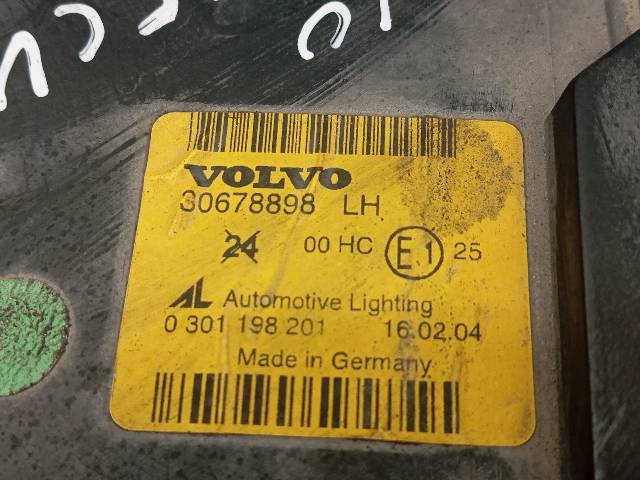 VOLVO
30678898 LH
24 00 HC E1 25
AL Automotive Lighting
0 301 198 201 16.02.04
Made in Germany